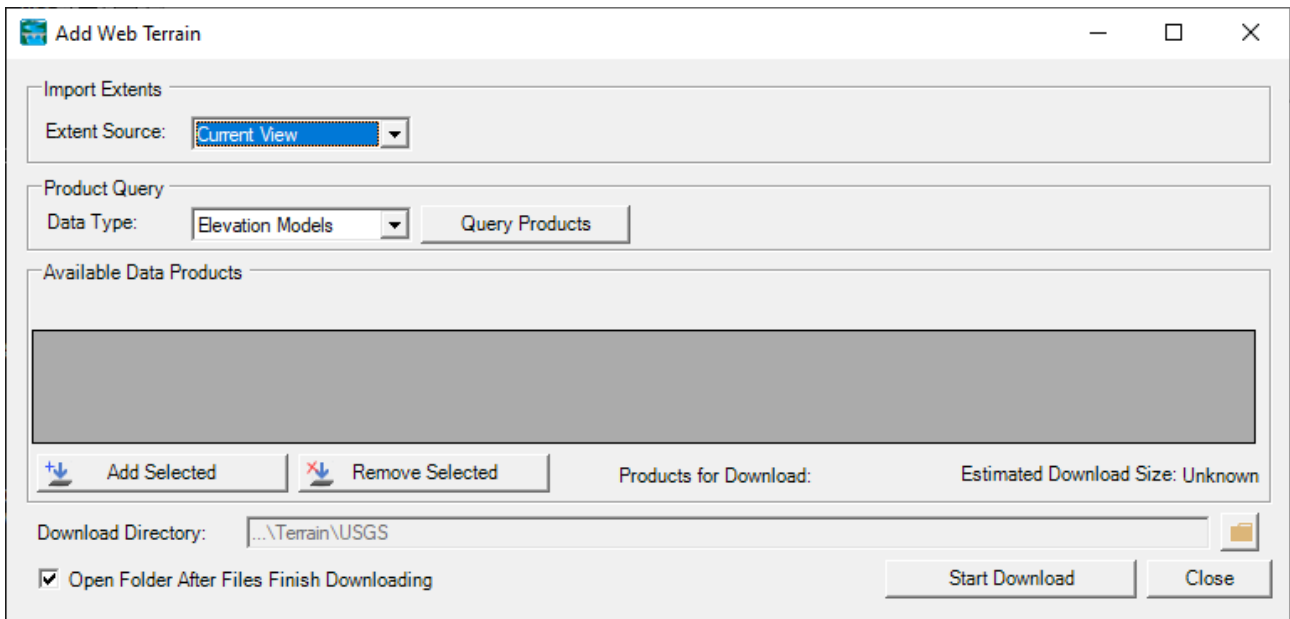 Add Web Terrain
Import Extents
Extent Source: Current View
Product Query
Data Type: Elevation Models Query Products
Available Data Products
Add Selected Remove Selected Products for Download: Estimated Download Size: Unknown
Download Directory: ...\Terrain\USGS
Open Folder After Files Finish Downloading Start Download Close